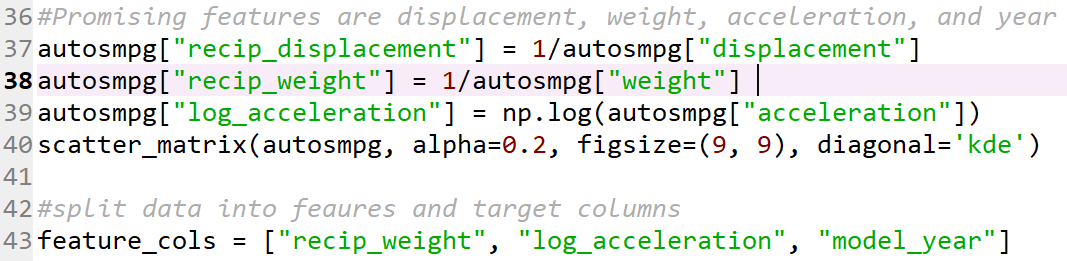 36 #Promising features are displacement, weight, acceleration, and year
37 autosmpg["recip_displacement"] = 1/autosmpg["displacement"]
38 autosmpg["recip_weight"] = 1/autosmpg["weight"]
39 autosmpg["log_acceleration"] = np.log(autosmpg["acceleration"])
40 scatter_matrix(autosmpg, alpha=0.2, figsize=(9, 9), diagonal='kde')
41
42 #split data into feaures and target columns
43 feature_cols = ["recip_weight", "log_acceleration", "model_year"]